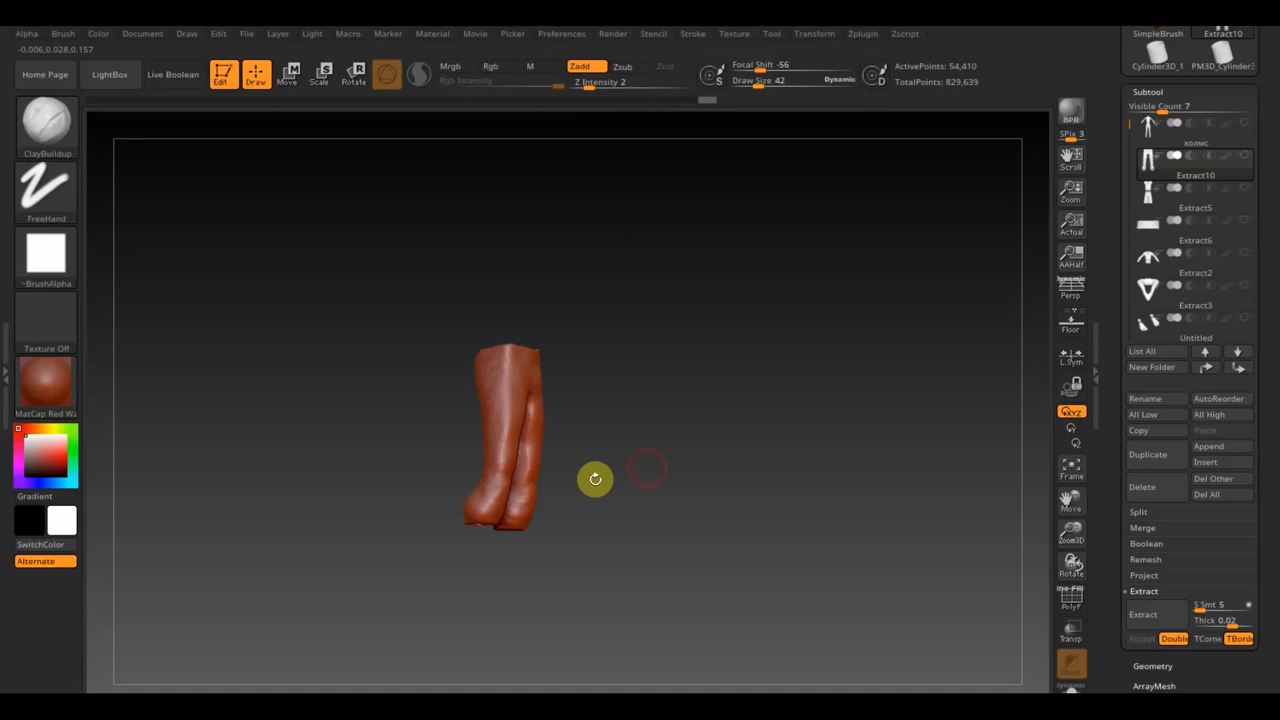 Alpha Brush Color Document Draw Edit File Layer Light Macro Marker Material Movie Picker Preferences Render Stencil Stroke Texture Tool Transform Zplugin Zscript
SimpleBrush Extract10
-0.006,0.028,0.157
Cylinder3D_1 PM3D_Cylinder3
Home Page LightBox Live Boolean Edit Draw Move Scale Rotate
Mrgb Rgb M Zadd Zsub Zcut
Rgb Intensity Z Intensity 2
S Focal Shift -56
Draw Size 42 Dynamic D
ActivePoints: 54,410
TotalPoints: 829,639
ClayBuildup
FreeHand
~BrushAlpha
Texture Off
MatCap Red Wa
Gradient
SwitchColor
Alternate
BPR
SPix 3
Scroll
Zoom
Actual
AAHalf
Dynamic
Persp
Floor
L.Sym
XYZ
Y
Z
Frame
Move
Zoom3D
Rotate
PolyF
Transp
Dynamic
Subtool
Visible Count 7
холмс
Extract10
Extract5
Extract6
Extract2
Extract3
Untitled
List All
New Folder
Rename AutoReorder
All Low All High
Copy Paste
Duplicate Append
Insert
Delete Del Other
Del All
Split
Merge
Boolean
Remesh
Project
Extract
Extract S Smt 5
Thick 0.02
Accept Double TCorne TBorde
Geometry
ArrayMesh